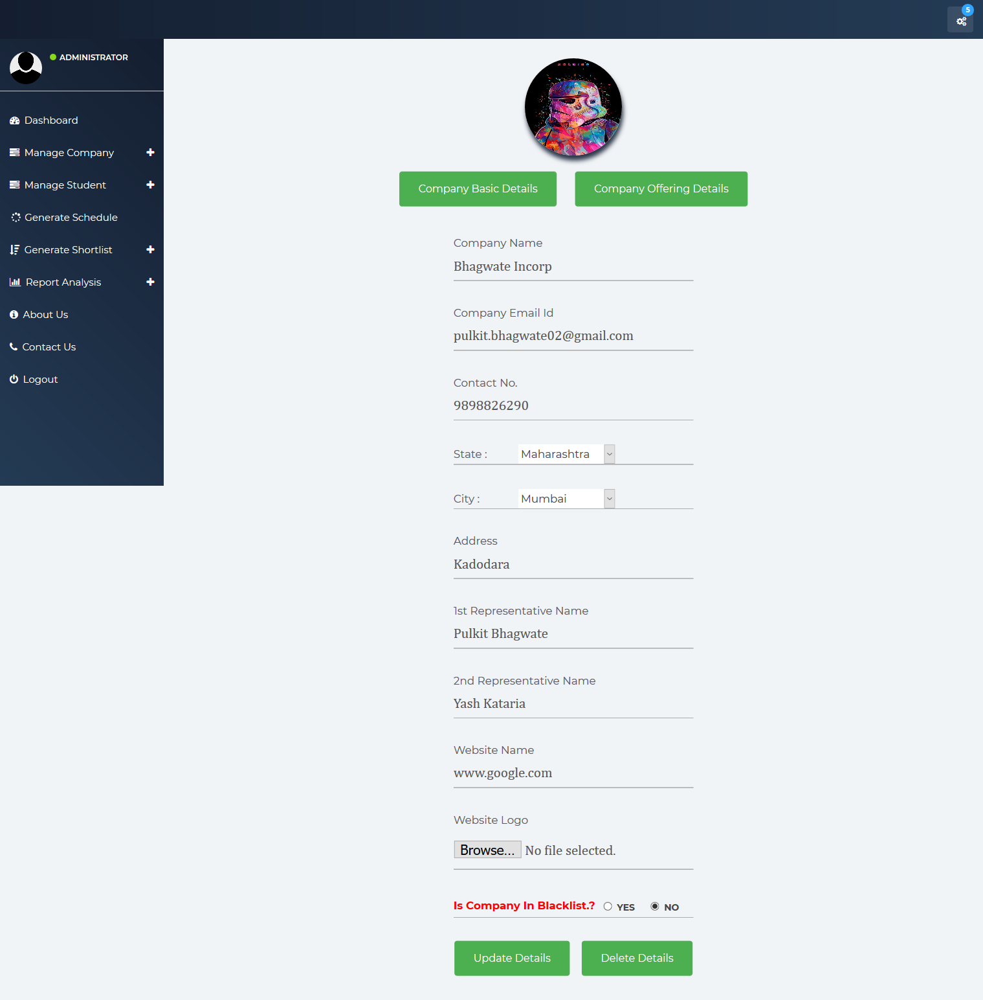 5
ADMINISTRATOR
Dashboard
Manage Company
Manage Student
Generate Schedule
Generate Shortlist
Report Analysis
About Us
Contact Us
Logout
Company Basic Details
Company Offering Details
Company Name
Bhagwate Incorp
Company Email Id
pulkit.bhagwate02@gmail.com
Contact No.
9898826290
State : Maharashtra
City : Mumbai
Address
Kadodara
1st Representative Name
Pulkit Bhagwate
2nd Representative Name
Yash Kataria
Website Name
www.google.com
Website Logo
Browse... No file selected.
Is Company In Blacklist.? YES NO
Update Details
Delete Details